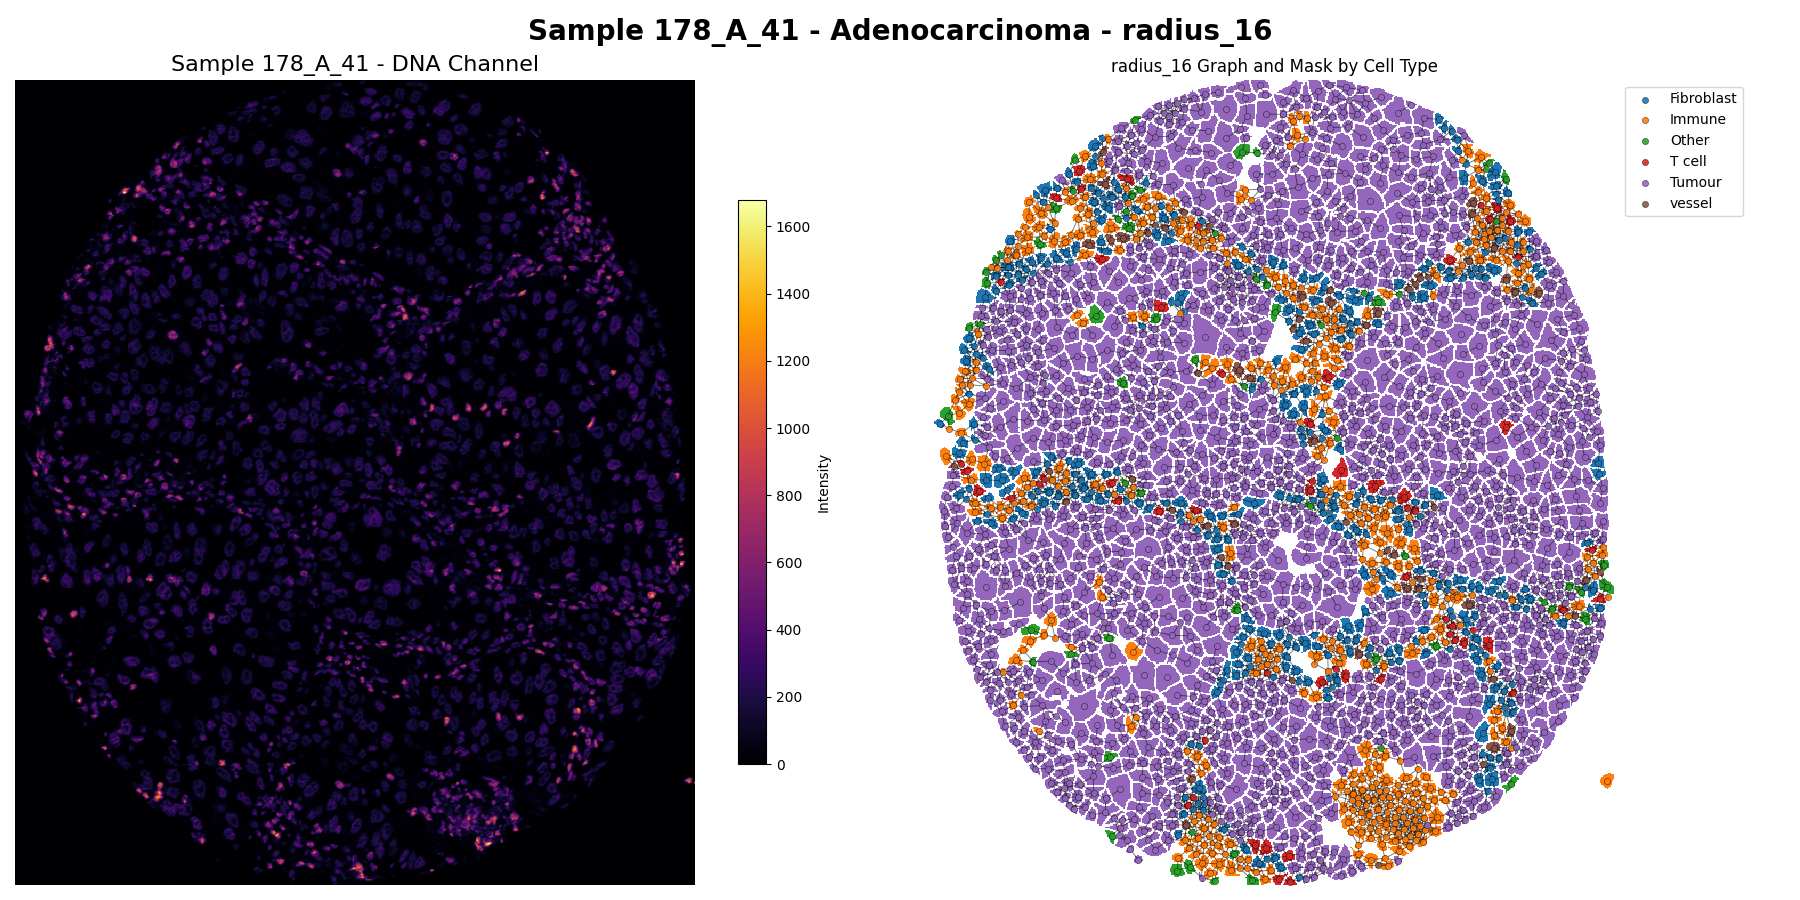 Sample 178_A_41 - Adenocarcinoma - radius_16
Sample 178_A_41 - DNA Channel
radius_16 Graph and Mask by Cell Type
Fibroblast
Immune
Other
T cell
Tumour
vessel
1600
1400
1200
1000
800
600
400
200
0
Intensity